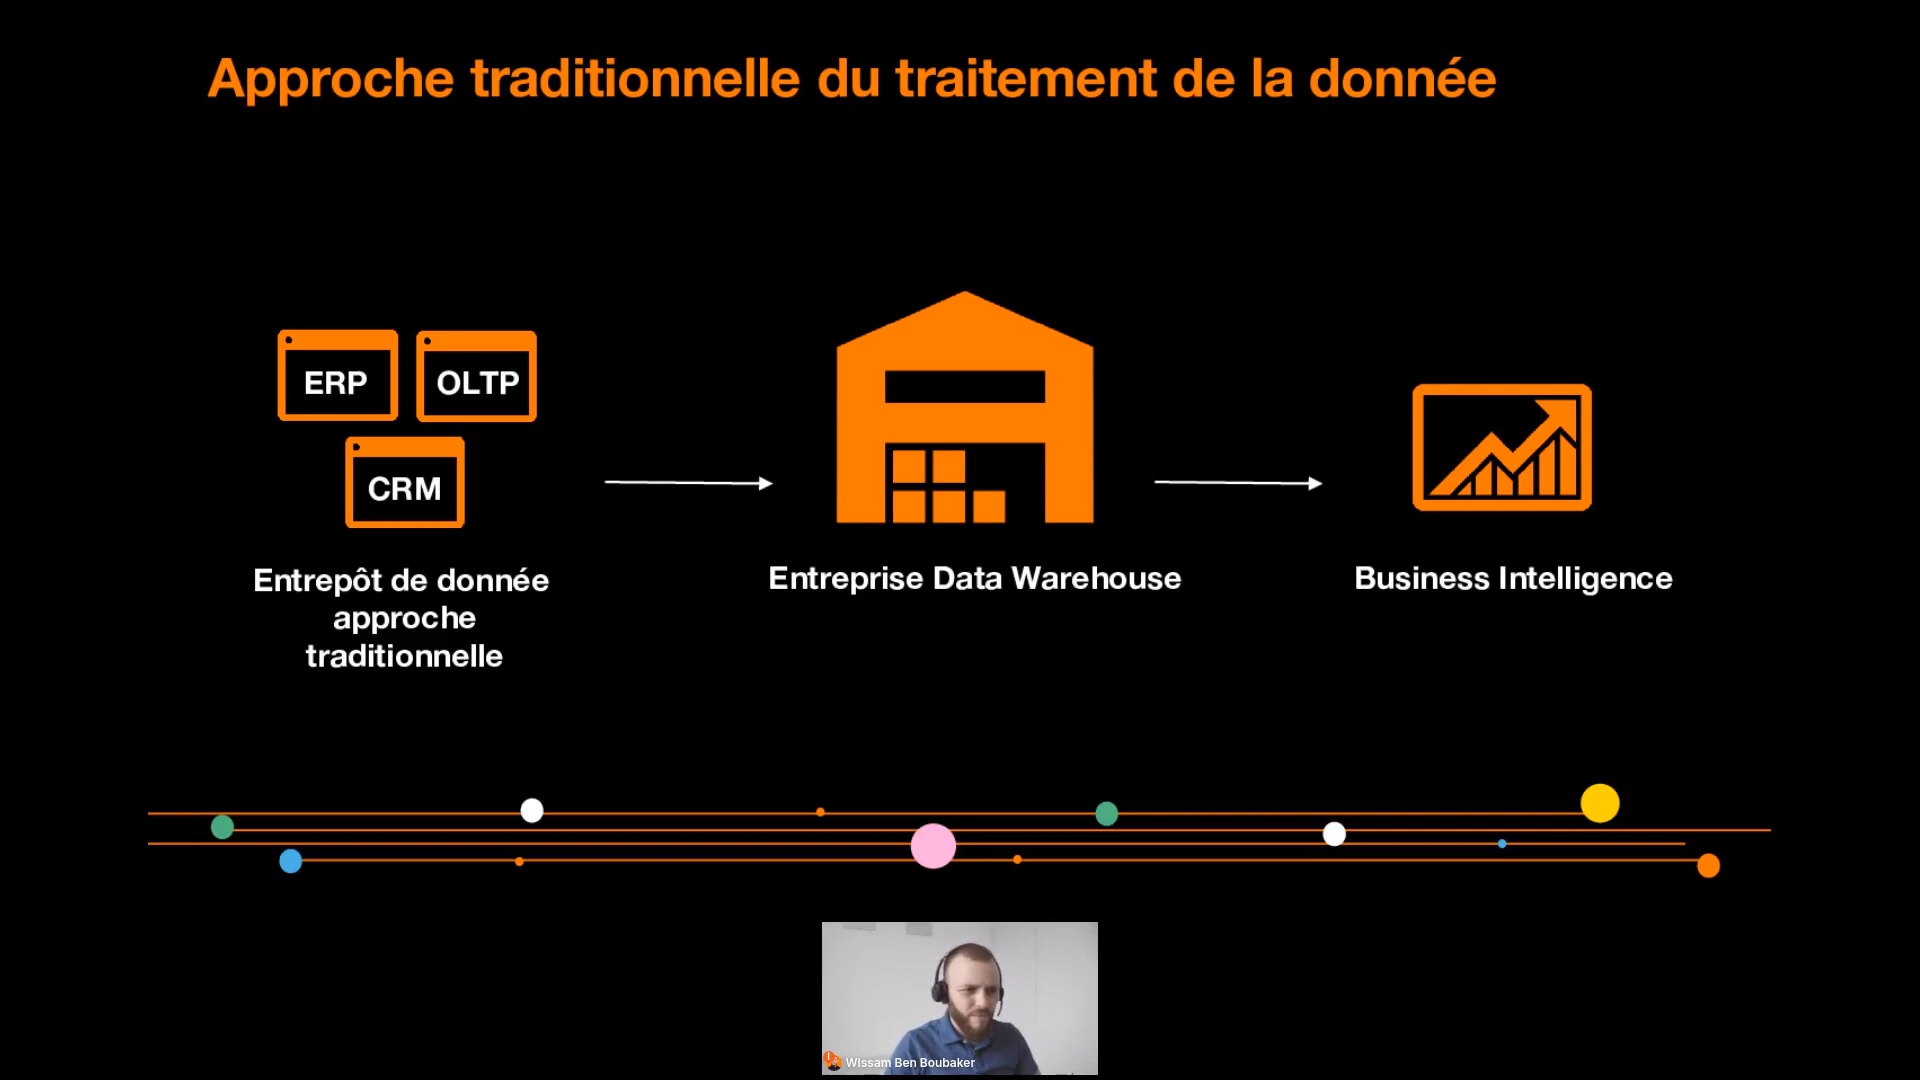 Approche traditionnelle du traitement de la donnée
ERP
OLTP
CRM
Entrepôt de donnée
approche
traditionnelle
Entreprise Data Warehouse
Business Intelligence
Wissam Ben Boubaker